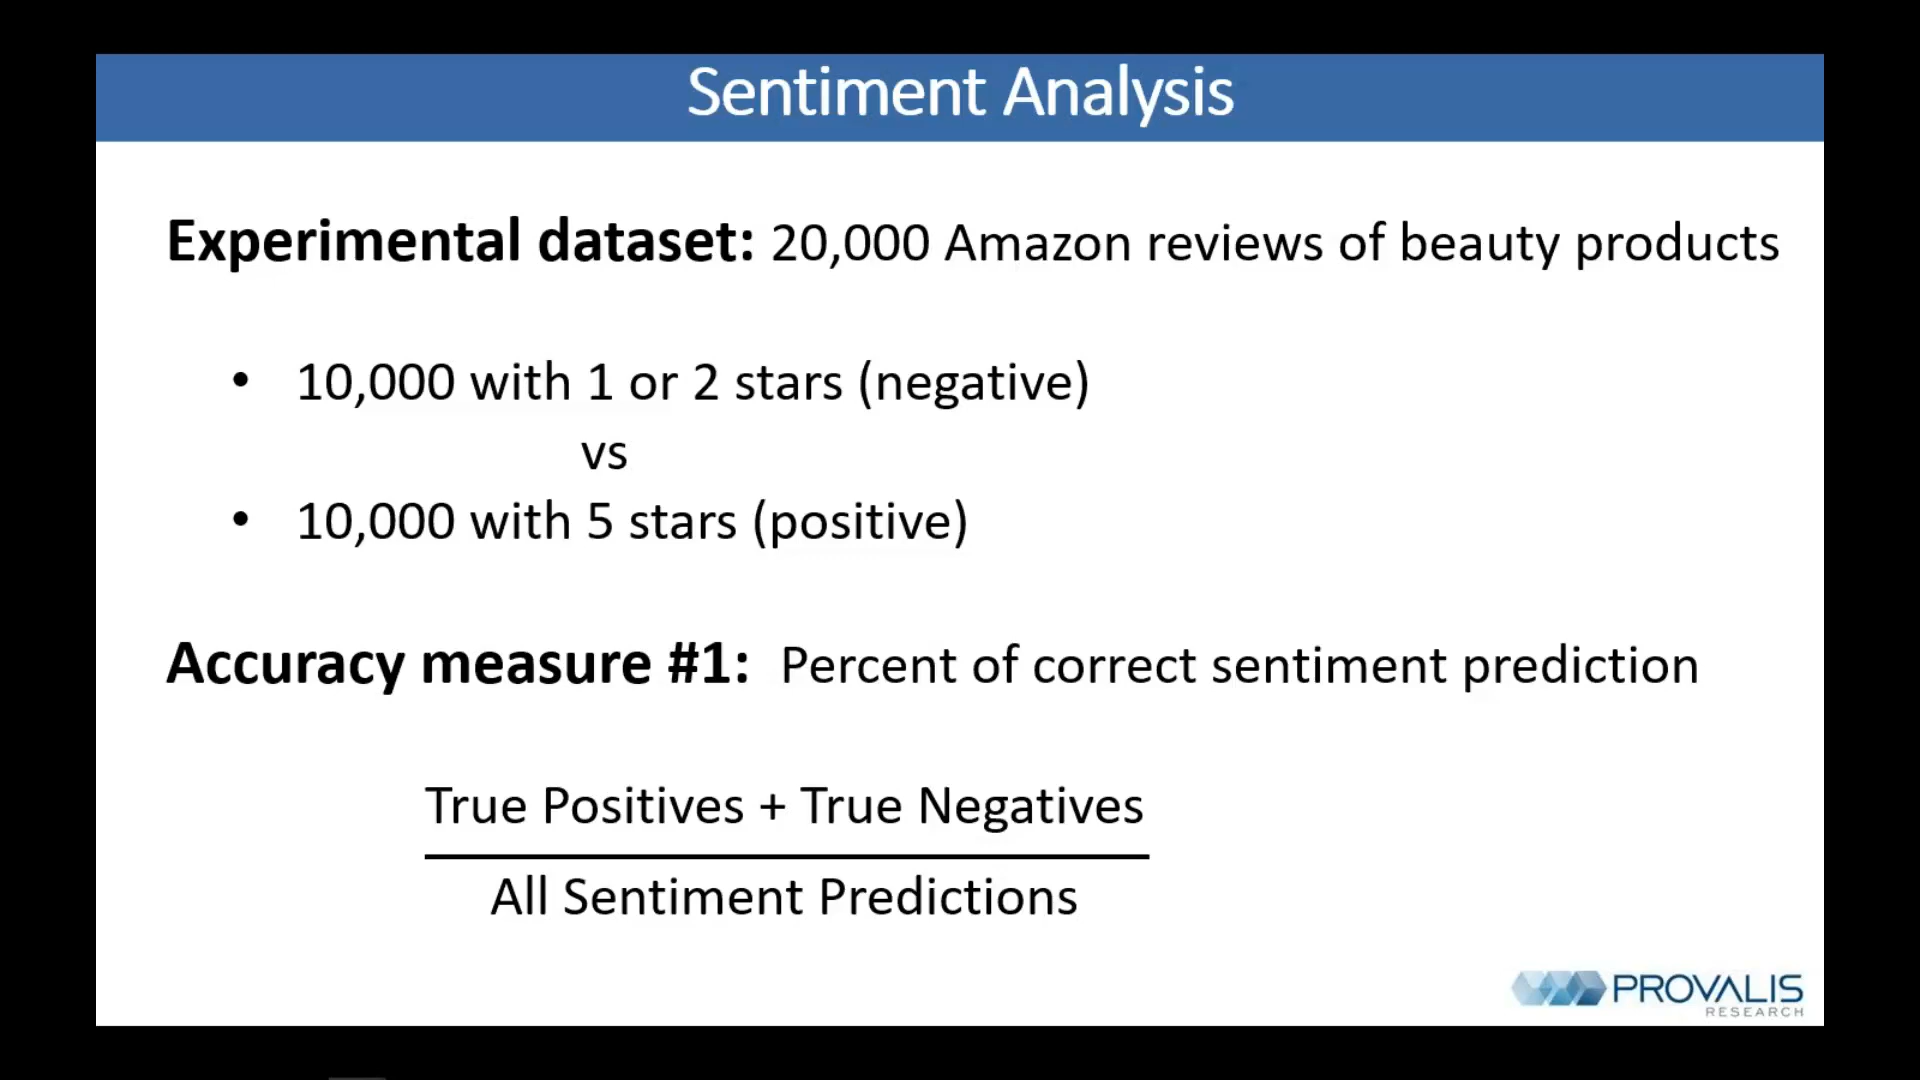 Sentiment Analysis
Experimental dataset: 20,000 Amazon reviews of beauty products
• 10,000 with 1 or 2 stars (negative)
vs
• 10,000 with 5 stars (positive)
Accuracy measure #1: Percent of correct sentiment prediction
True Positives + True Negatives
All Sentiment Predictions
PROVALIS
RESEARCH